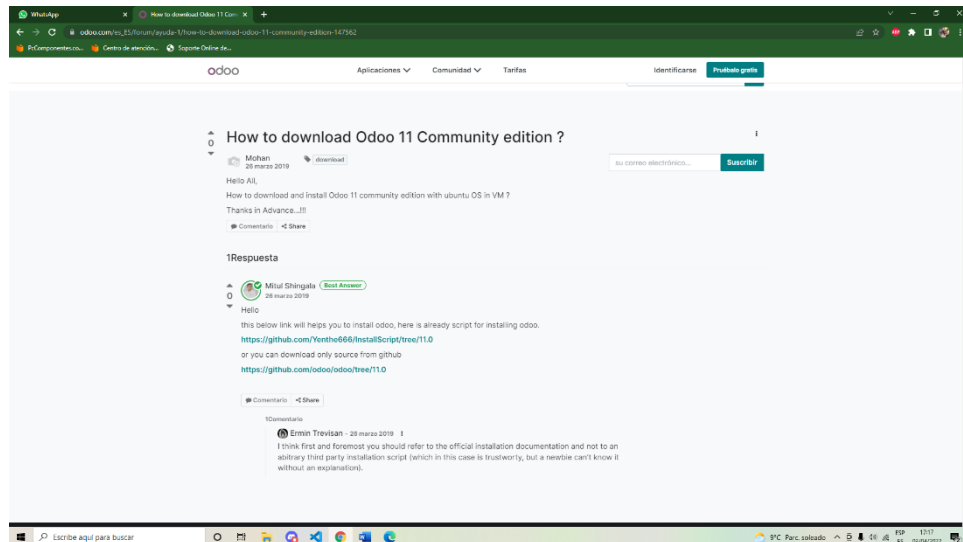 WhatsApp
How to download Odoo 11 Com
odoo.com/es_ES/forum/ayuda-1/how-to-download-odoo-11-community-edition-147562
PcComponentes.co...
Centro de atención...
Soporte Online de...
odoo
Aplicaciones
Comunidad
Tarifas
Identificarse
Pruébalo gratis
0
How to download Odoo 11 Community edition ?
Mohan
download
26 marzo 2019
su correo electrónico...
Suscribir
Hello All,
How to download and install Odoo 11 community edition with ubuntu OS in VM ?
Thanks in Advance...!!!
Comentario
Share
1Respuesta
0
Mitul Shingala
Best Answer
26 marzo 2019
Hello
this below link will helps you to install odoo, here is already script for installing odoo.
https://github.com/Yenthe666/InstallScript/tree/11.0
or you can download only source from github
https://github.com/odoo/odoo/tree/11.0
Comentario
Share
1Comentario
Ermin Trevisan - 26 marzo 2019
I think first and foremost you should refer to the official installation documentation and not to an
abitrary third party installation script (which in this case is trustworty, but a newbie can't know it
without an explanation).
Escribe aquí para buscar
9°C Parc. soleado
ESP
17:17
ES